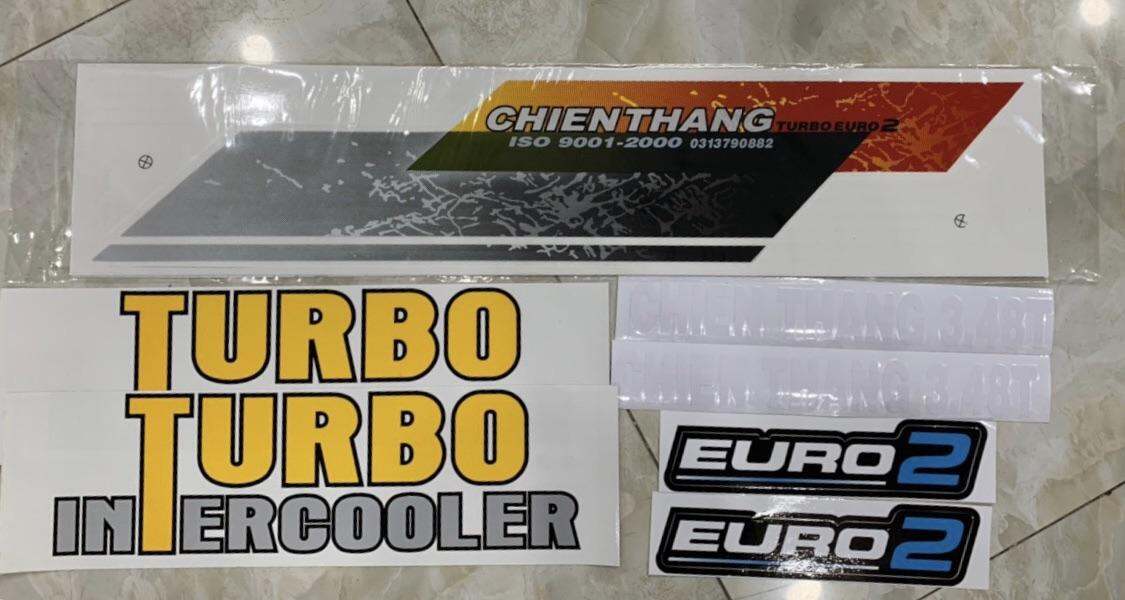 CHIENTHANG TURBO EURO 2
ISO 9001-2000 0313790882
TURBO
TURBO
INTERCOOLER
CHIEN THANG 3,48T
CHIEN THANG 3,48T
EURO2
EURO2